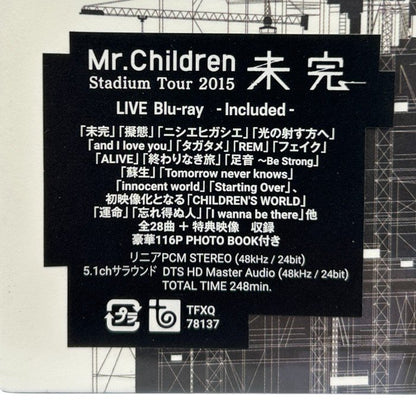 Mr.Children
Stadium Tour 2015 未完
LIVE Blu-ray - Included -
「未完」「擬態」「ニシエヒガシエ」「光の射す方へ」
「and I love you」「タガタメ」「REM」「フェイク」
「ALIVE」「終わりなき旅」「足音 〜Be Strong」
「蘇生」「Tomorrow never knows」
「innocent world」「Starting Over」、
初映像化となる「CHILDREN'S WORLD」
「運命」「忘れ得ぬ人」「I wanna be there」他
全28曲 + 特典映像 収録
豪華116P PHOTO BOOK付き
リニアPCM STEREO (48kHz / 24bit)
5.1chサラウンド DTS HD Master Audio (48kHz / 24bit)
TOTAL TIME 248min.
プラ
TFXQ
78137